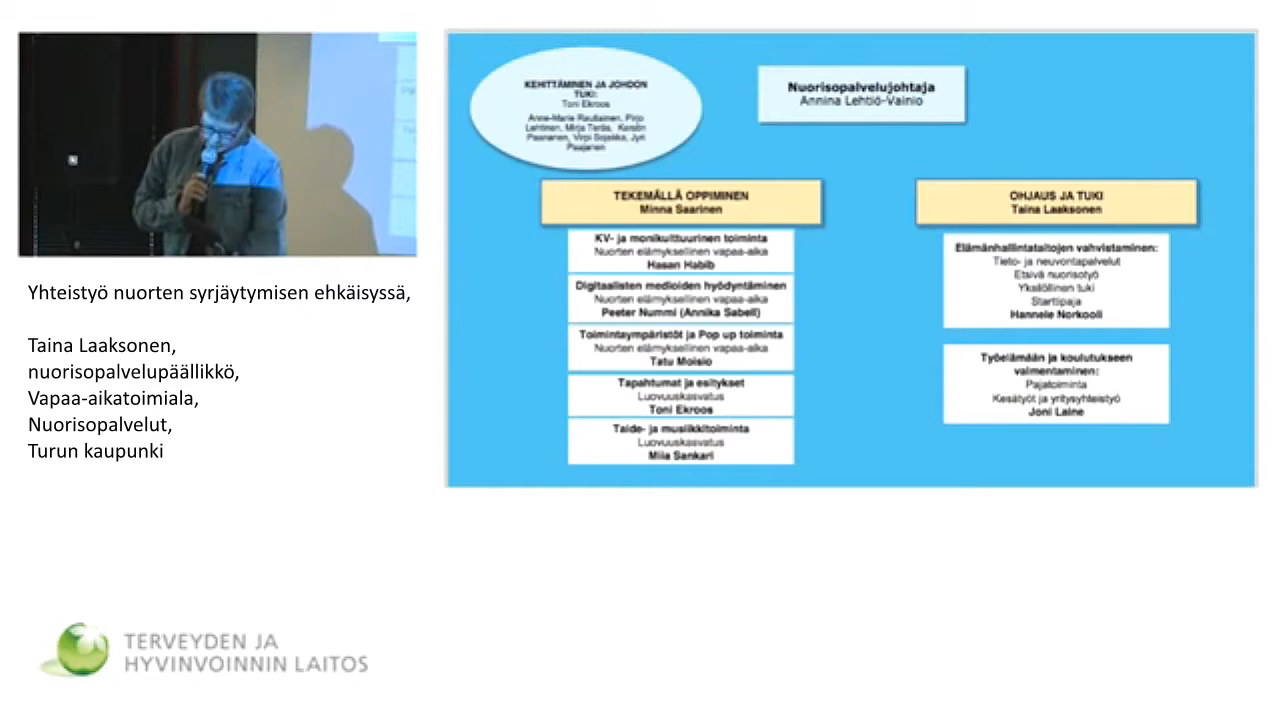 Yhteistyö nuorten syrjäytymisen ehkäisyssä,
Taina Laaksonen,
nuorisopalvelupäällikkö,
Vapaa-aikatoimiala,
Nuorisopalvelut,
Turun kaupunki
TERVEYDEN JA
HYVINVOINNIN LAITOS
KEHITTÄMINEN JA JOHDON
TUKI:
Toni Ekroos
Anne-Marie Rautiainen, Pirjo
Lehtinen, Mirja Teräs, Kerstin
Paananen, Virpi Sojakka, Jyri
Paajanen
Nuorisopalvelujohtaja
Annina Lehtiö-Vainio
TEKEMÄLLÄ OPPIMINEN
Minna Saarinen
KV- ja monikulttuurinen toiminta
Nuorten elämyksellinen vapaa-aika
Hasan Habib
Digitaalisten medioiden hyödyntäminen
Nuorten elämyksellinen vapaa-aika
Peeter Nummi (Annika Sabell)
Toimintaympäristöt ja Pop up toiminta
Nuorten elämyksellinen vapaa-aika
Tatu Moisio
Tapahtumat ja esitykset
Luovuuskasvatus
Toni Ekroos
Taide- ja musiikkitoiminta
Luovuuskasvatus
Miia Sankari
OHJAUS JA TUKI
Taina Laaksonen
Elämänhallintataitojen vahvistaminen:
Tieto- ja neuvontapalvelut
Etsivä nuorisotyö
Yksilöllinen tuki
Starttipaja
Hannele Norkooli
Työelämään ja koulutukseen
valmentaminen:
Pajatoiminta
Kesätyöt ja yritysyhteistyö
Joni Laine